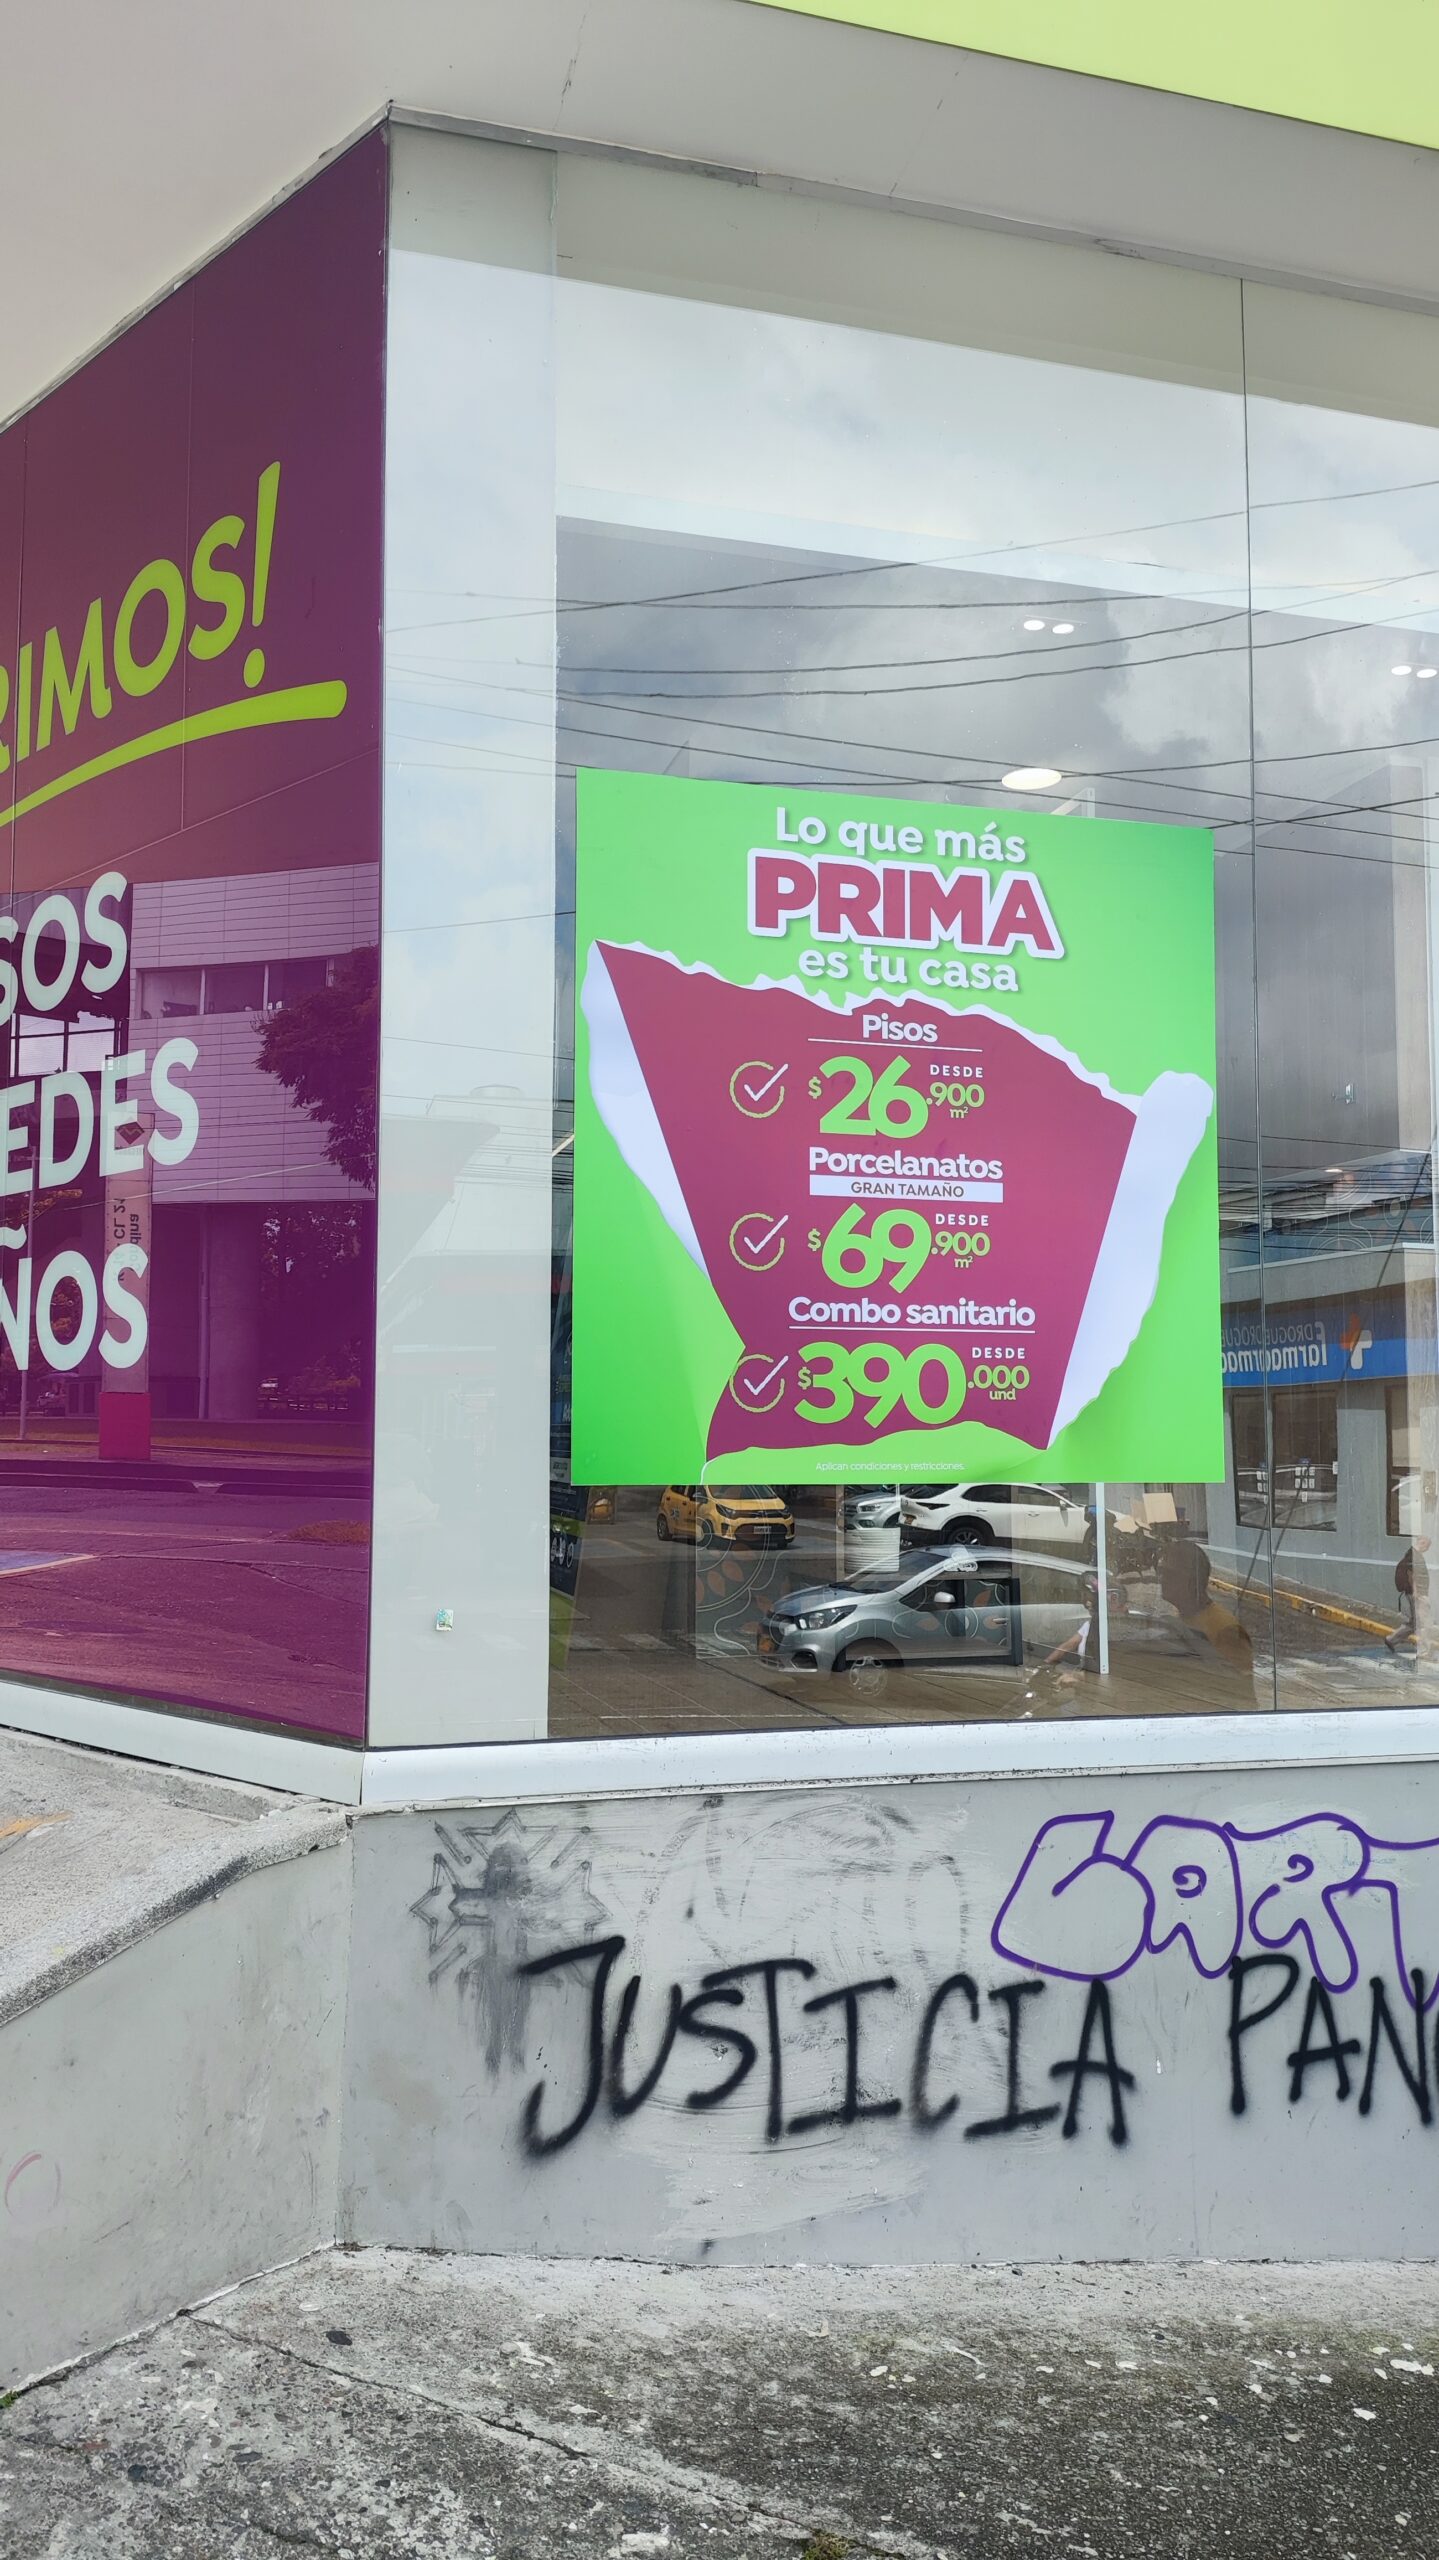 RIMOS!
SOS
EDES
ÑOS
Lo que más
PRIMA
es tu casa
Pisos
DESDE
$26.900
m²
Porcelanatos
GRAN TAMAÑO
DESDE
$69.900
m²
Combo sanitario
DESDE
$390.000
und
Aplican condiciones y restricciones.
JUSTICIA PAN